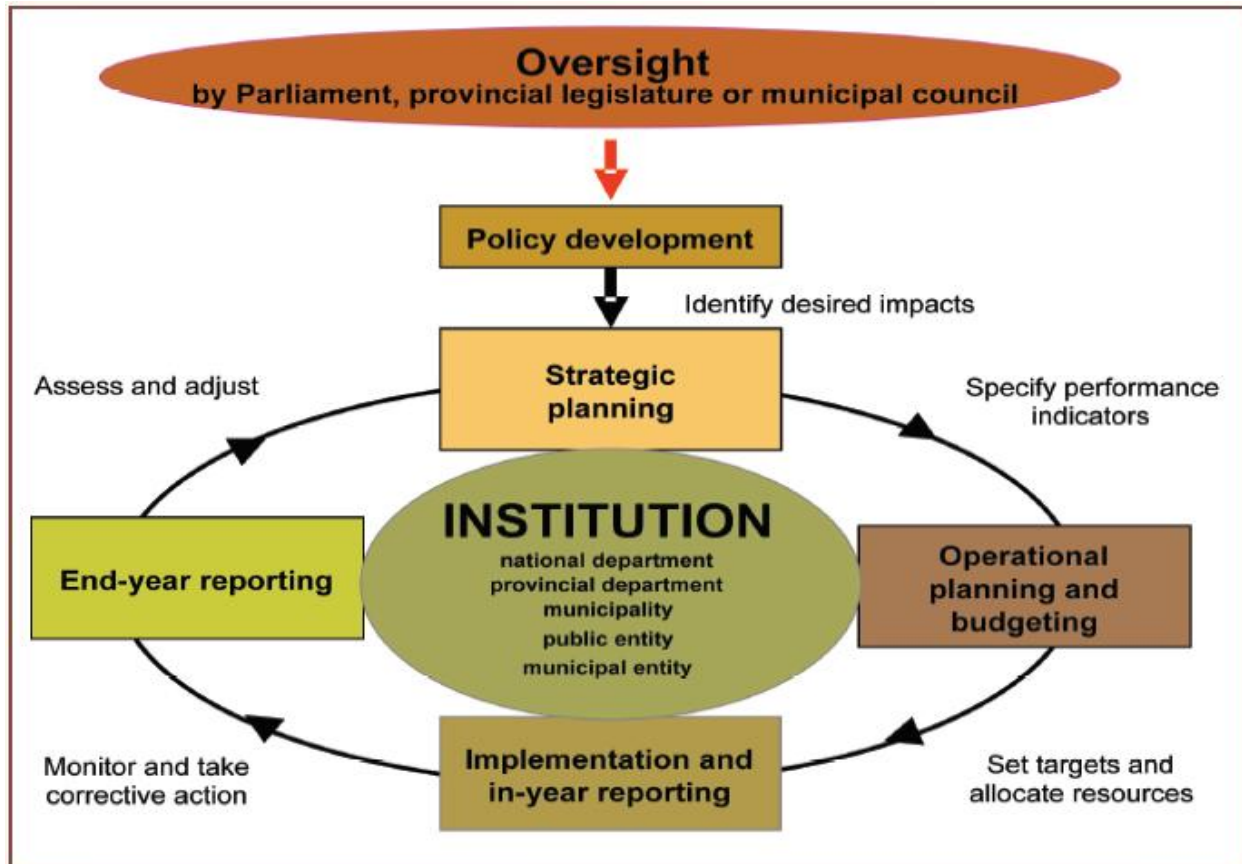 Oversight
by Parliament, provincial legislature or municipal council
Policy development
Identify desired impacts
Strategic
planning
Assess and adjust
Specify performance
indicators
INSTITUTION
national department
provincial department
municipality
public entity
municipal entity
End-year reporting
Operational
planning and
budgeting
Implementation and
in-year reporting
Monitor and take
corrective action
Set targets and
allocate resources